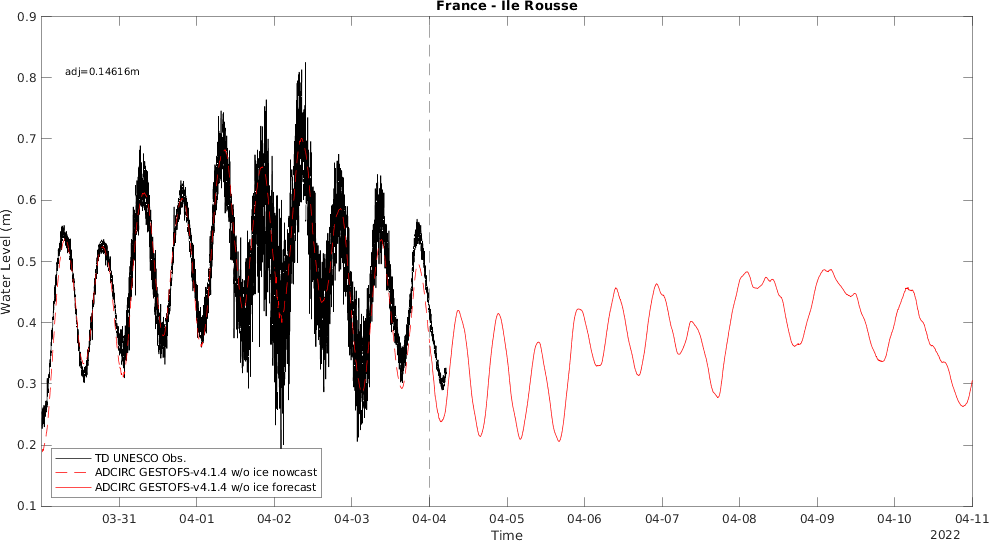 France - Ile Rousse
0.9
0.8
0.7
0.6
0.5
0.4
0.3
0.2
0.1
Water Level (m)
adj=0.14616m
TD UNESCO Obs.
ADCIRC GESTOFS-v4.1.4 w/o ice nowcast
ADCIRC GESTOFS-v4.1.4 w/o ice forecast
03-31 04-01 04-02 04-03 04-04 04-05 04-06 04-07 04-08 04-09 04-10 04-11
Time
2022